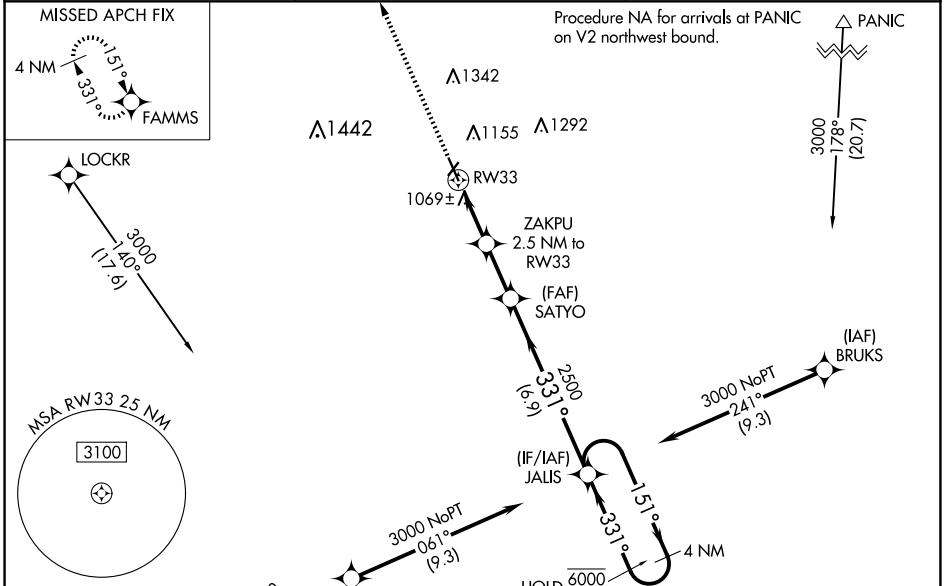 MISSED APCH FIX
4 NM
151°
331°
FAMMS
Procedure NA for arrivals at PANIC
on V2 northwest bound.
PANIC
3000
178°
(20.7)
1342
1442
1155
1292
LOCKR
3000
140°
(17.6)
RW33
1069±
ZAKPU
2.5 NM to
RW33
(FAF)
SATYO
2500
331°
(6.9)
(IAF)
BRUKS
3000 NoPT
241°
(9.3)
MSA RW33 25 NM
3100
(IF/IAF)
JALIS
151°
331°
4 NM
3000 NoPT
061°
(9.3)
HOLD 6000